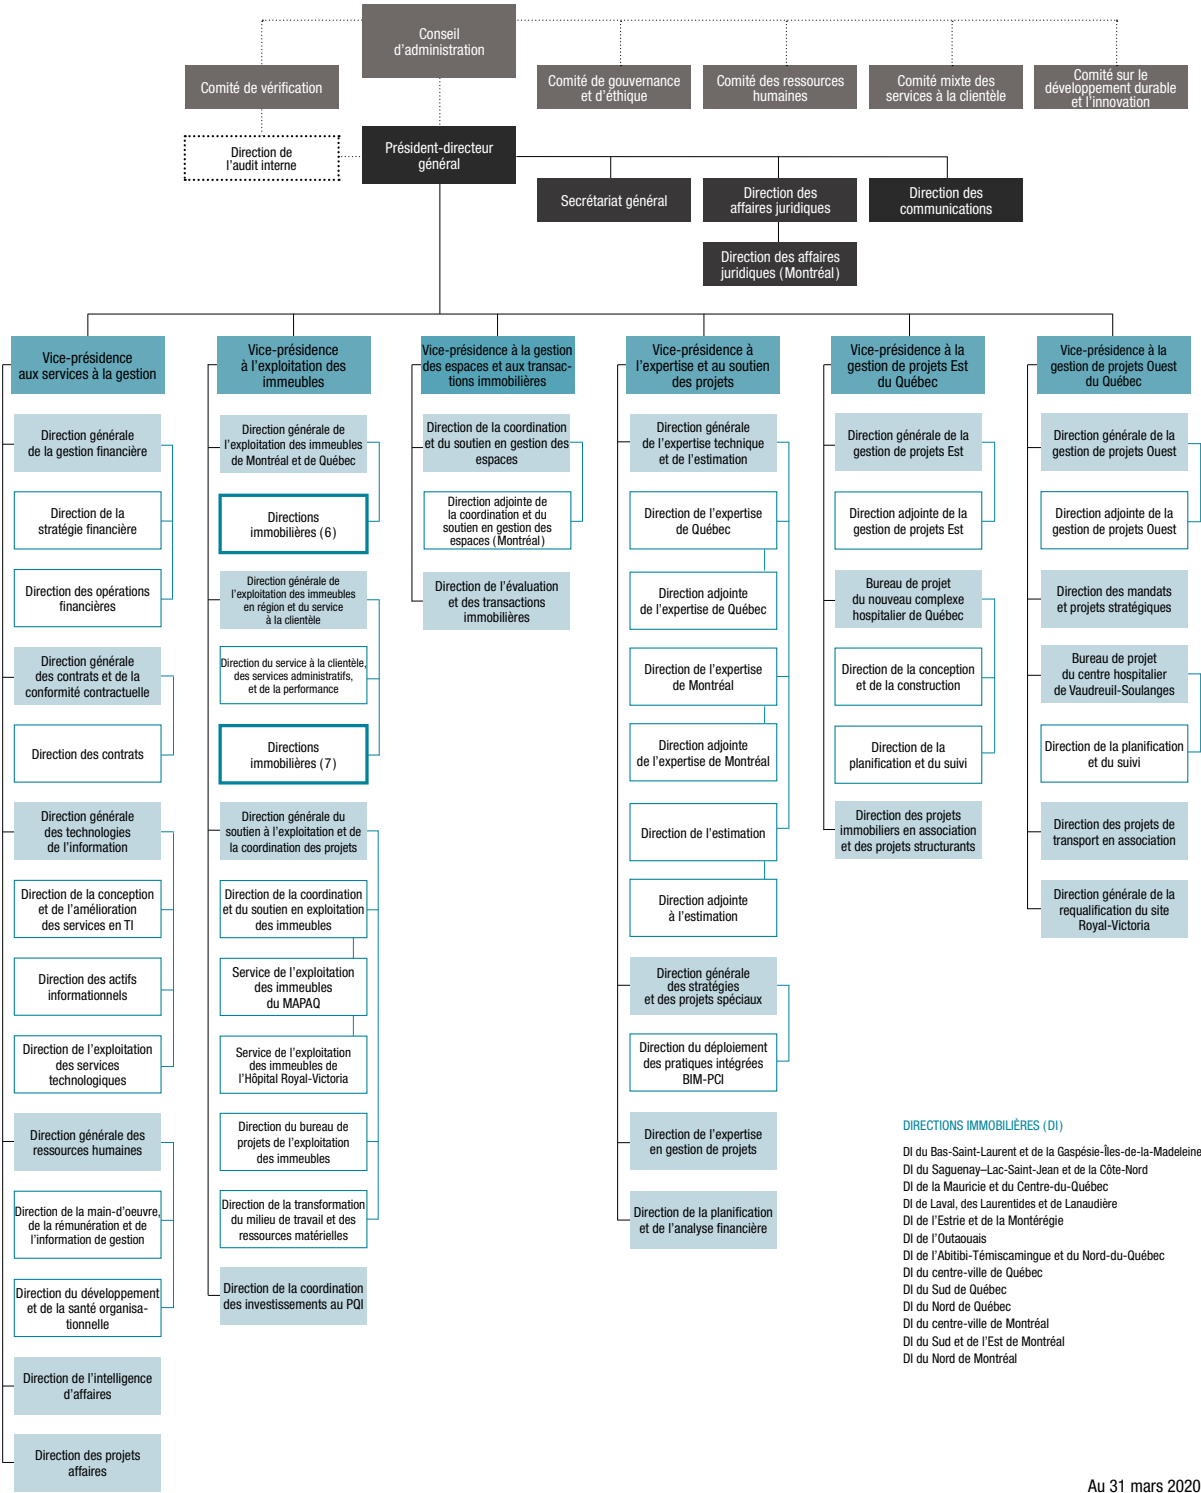 Conseil
d'administration
Comité de vérification
Comité de gouvernance
et d'éthique
Comité des ressources
humaines
Comité mixte des
services à la clientèle
Comité sur le
développement durable
et l'innovation
Direction de
l'audit interne
Président-directeur
général
Secrétariat général
Direction des
affaires juridiques
Direction des
communications
Direction des affaires
juridiques (Montréal)
Vice-présidence
aux services à la gestion
Direction générale
de la gestion financière
Direction de la
stratégie financière
Direction des opérations
financières
Direction générale
des contrats et de la
conformité contractuelle
Direction des contrats
Direction générale
des technologies
de l'information
Direction de la conception
et de l'amélioration
des services en TI
Direction des actifs
informationnels
Direction de l'exploitation
des services
technologiques
Direction générale des
ressources humaines
Direction de la main-d'oeuvre,
de la rémunération et de
l'information de gestion
Direction du développement
et de la santé organisa-
tionnelle
Direction de l'intelligence
d'affaires
Direction des projets
affaires
Vice-présidence
à l'exploitation des
immeubles
Direction générale de
l'exploitation des immeubles
de Montréal et de Québec
Directions
immobilières (6)
Direction générale de
l'exploitation des immeubles
en région et du service
à la clientèle
Direction du service à la clientèle,
des services administratifs,
et de la performance
Directions
immobilières (7)
Direction générale du
soutien à l'exploitation et de
la coordination des projets
Direction de la coordination
et du soutien en exploitation
des immeubles
Service de l'exploitation
des immeubles
du MAPAQ
Service de l'exploitation
des immeubles de
l'Hôpital Royal-Victoria
Direction du bureau de
projets de l'exploitation
des immeubles
Direction de la transformation
du milieu de travail et des
ressources matérielles
Direction de la coordination
des investissements au PQI
Vice-présidence à la gestion
des espaces et aux transac-
tions immobilières
Direction de la coordination
et du soutien en gestion des
espaces
Direction adjointe de
la coordination et du
soutien en gestion des
espaces (Montréal)
Direction de l'évaluation
et des transactions
immobilières
Vice-présidence à
l'expertise et au soutien
des projets
Direction générale
de l'expertise technique
et de l'estimation
Direction de l'expertise
de Québec
Direction adjointe
de l'expertise de Québec
Direction de l'expertise
de Montréal
Direction adjointe
de l'expertise de Montréal
Direction de l'estimation
Direction adjointe
à l'estimation
Direction générale
des stratégies
et des projets spéciaux
Direction du déploiement
des pratiques intégrées
BIM-PCI
Direction de l'expertise
en gestion de projets
Direction de la planification
et de l'analyse financière
Vice-présidence à la
gestion de projets Est
du Québec
Direction générale de la
gestion de projets Est
Direction adjointe de la
gestion de projets Est
Bureau de projet
du nouveau complexe
hospitalier de Québec
Direction de la conception
et de la construction
Direction de la
planification et du suivi
Direction des projets
immobiliers en association
et des projets structurants
Vice-présidence à la
gestion de projets Ouest
du Québec
Direction générale de la
gestion de projets Ouest
Direction adjointe de la
gestion de projets Ouest
Direction des mandats
et projets stratégiques
Bureau de projet
du centre hospitalier
de Vaudreuil-Soulanges
Direction de la planification
et du suivi
Direction des projets de
transport en association
Direction générale de la
requalification du site
Royal-Victoria
DIRECTIONS IMMOBILIÈRES (DI)
DI du Bas-Saint-Laurent et de la Gaspésie-Îles-de-la-Madeleine
DI du Saguenay–Lac-Saint-Jean et de la Côte-Nord
DI de la Mauricie et du Centre-du-Québec
DI de Laval, des Laurentides et de Lanaudière
DI de l'Estrie et de la Montérégie
DI de l'Outaouais
DI de l'Abitibi-Témiscamingue et du Nord-du-Québec
DI du centre-ville de Québec
DI du Sud de Québec
DI du Nord de Québec
DI du centre-ville de Montréal
DI du Sud et de l'Est de Montréal
DI du Nord de Montréal
Au 31 mars 2020